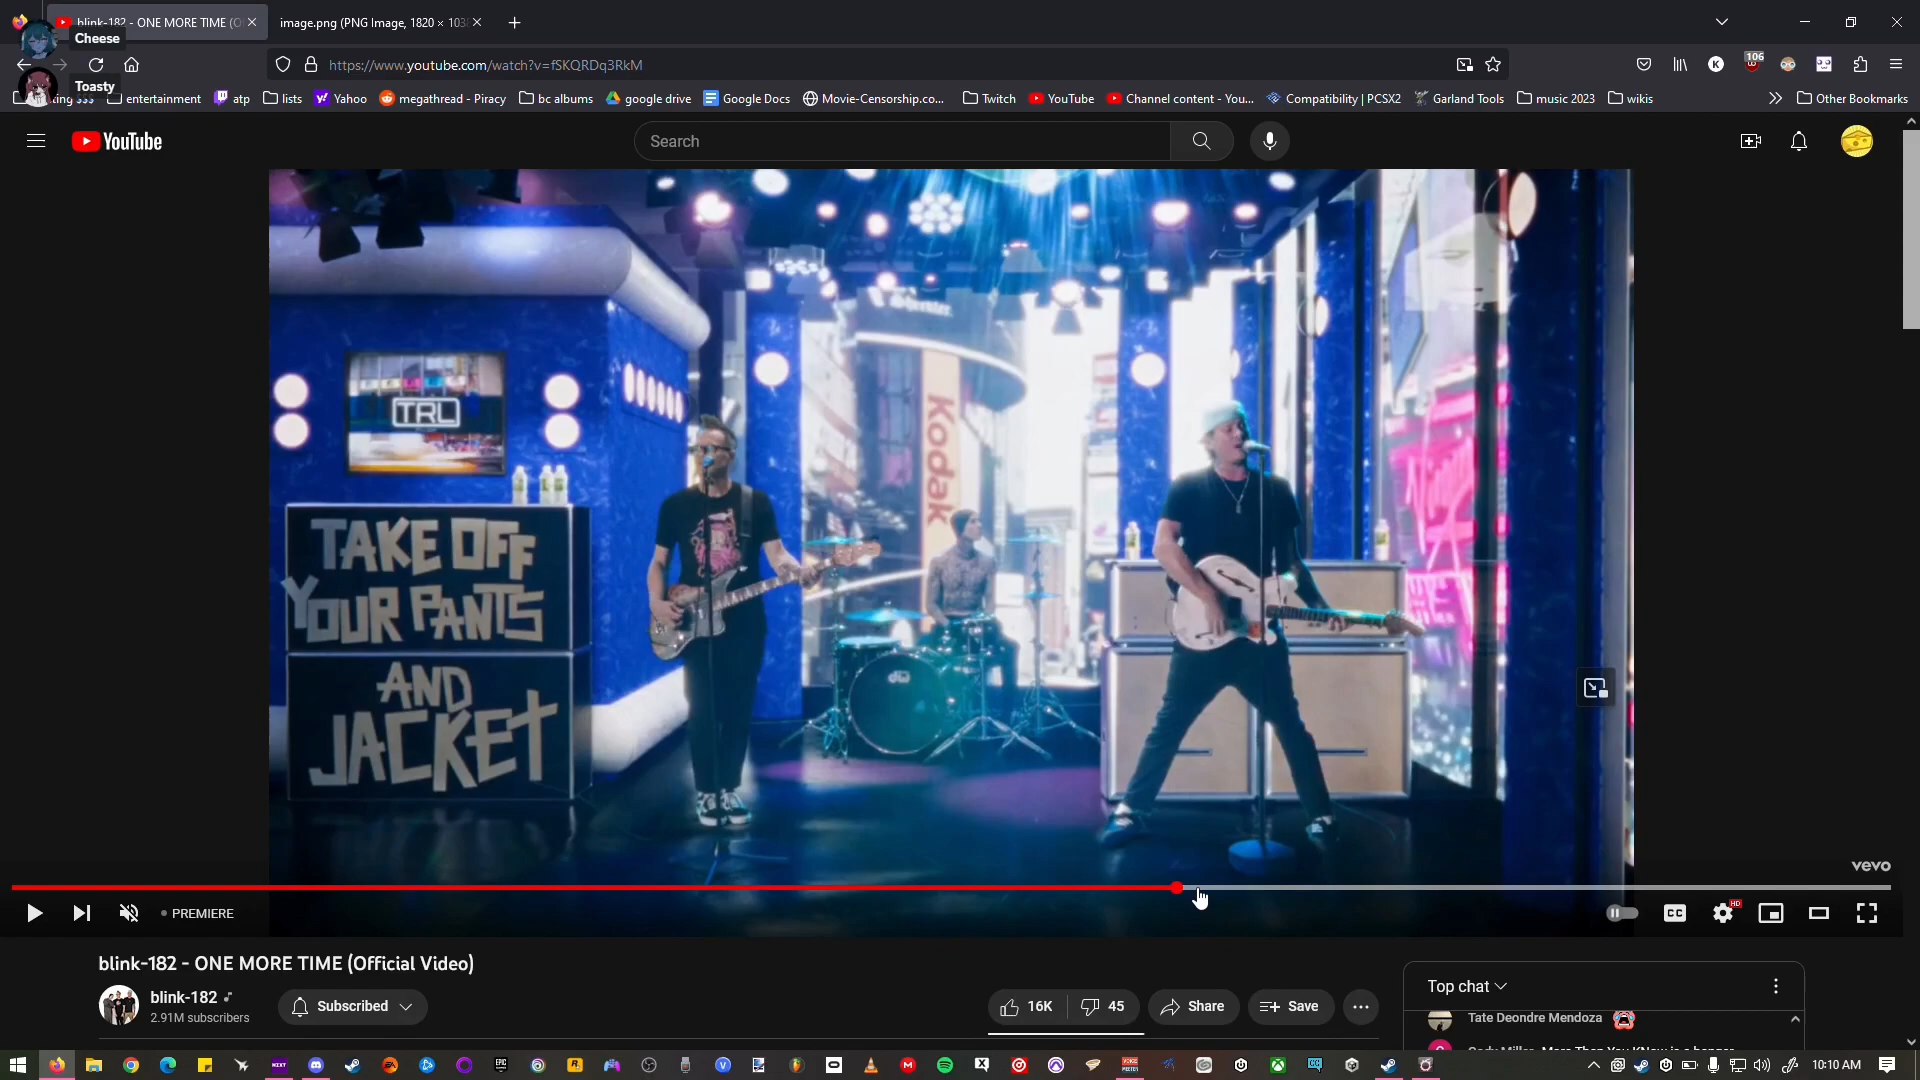 blink-182 - ONE MORE TIME (O
image.png (PNG Image, 1820 × 103
Cheese
Toasty
https://www.youtube.com/watch?v=fSKQRDq3RkM
106
entertainment
atp
lists
Yahoo
megathread - Piracy
bc albums
google drive
Google Docs
Movie-Censorship.co...
Twitch
YouTube
Channel content - You...
Compatibility | PCSX2
Garland Tools
music 2023
wikis
Other Bookmarks
YouTube
Search
TRL
Kodak
TAKE OFF
YOUR PANTS
AND
JACKET
dw
vevo
PREMIERE
CC
HD
blink-182 - ONE MORE TIME (Official Video)
blink-182
2.91M subscribers
Subscribed
16K
45
Share
Save
Top chat
Tate Deondre Mendoza
10:10 AM